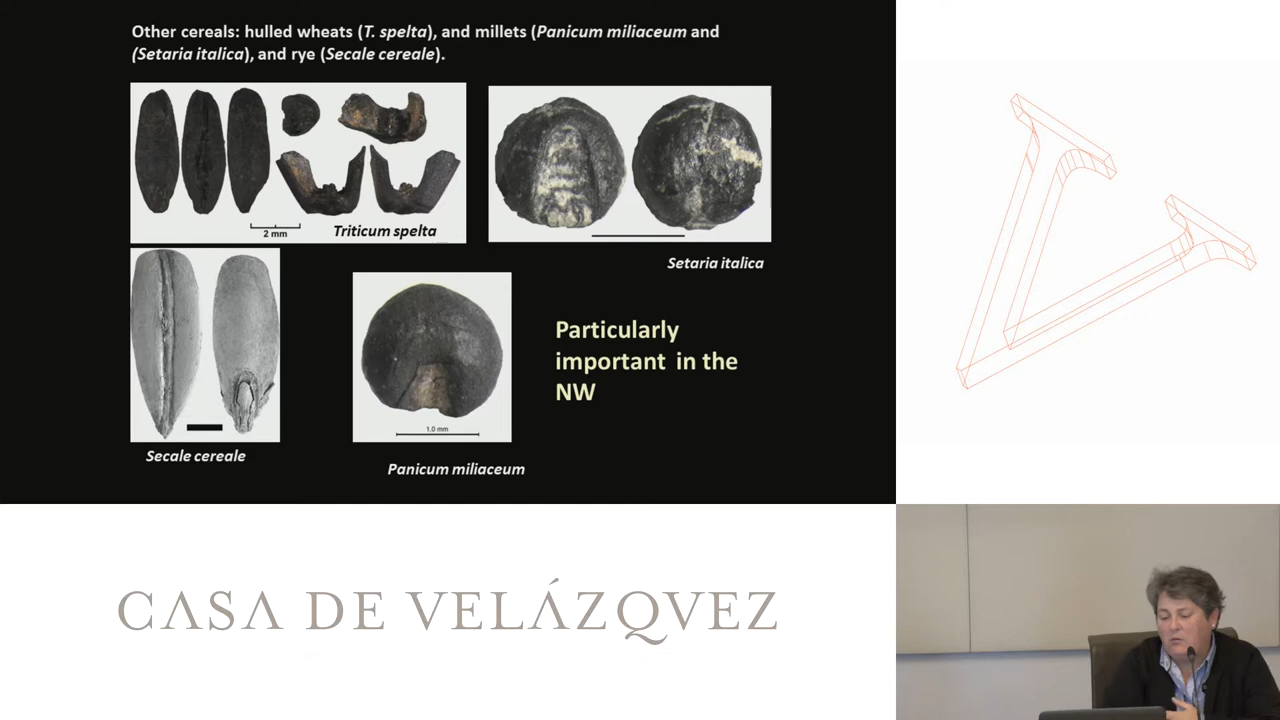 Other cereals: hulled wheats (T. spelta), and millets (Panicum miliaceum and
(Setaria italica), and rye (Secale cereale).
2 mm
Triticum spelta
Setaria italica
Particularly
important in the
NW
1.0 mm
Secale cereale
Panicum miliaceum
CASA DE VELÁZQVEZ